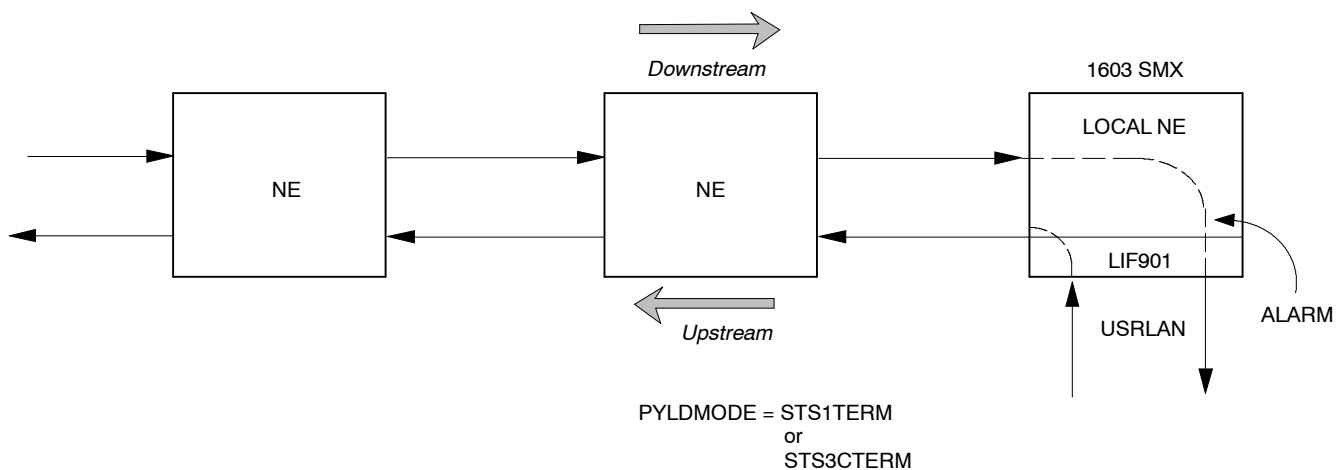 Downstream
1603 SMX
LOCAL NE
NE
NE
LIF901
Upstream
USRLAN
ALARM
PYLDMODE = STS1TERM
or
STS3CTERM